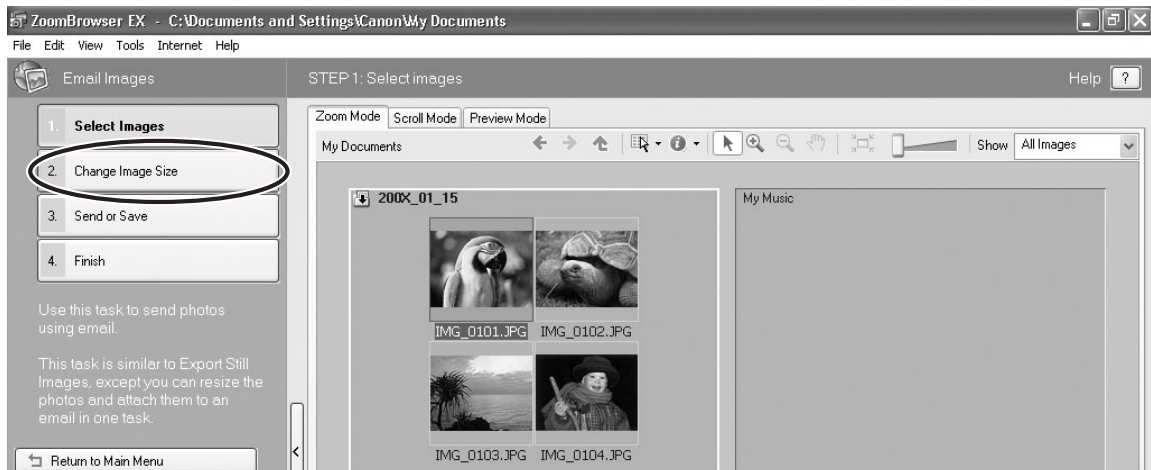 ZoomBrowser EX - C:\Documents and Settings\Canon\My Documents
File Edit View Tools Internet Help
Email Images
STEP 1: Select images
Help ?
1. Select Images
2. Change Image Size
3. Send or Save
4. Finish
Use this task to send photos
using email.
This task is similar to Export Still
Images, except you can resize the
photos and attach them to an
email in one task.
Return to Main Menu
Zoom Mode Scroll Mode Preview Mode
My Documents
Show All Images
200X_01_15
IMG_0101.JPG IMG_0102.JPG
IMG_0103.JPG IMG_0104.JPG
My Music